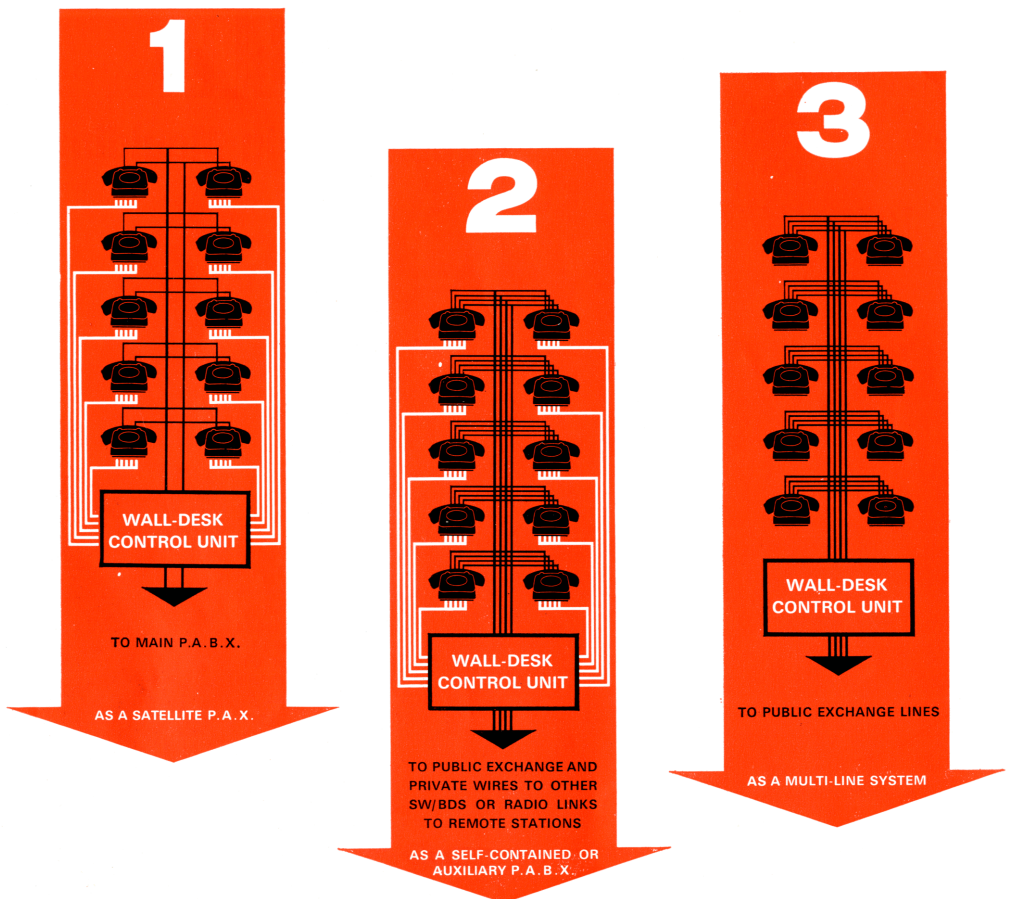 1
WALL-DESK
CONTROL UNIT
TO MAIN P.A.B.X.
AS A SATELLITE P.A.X.
2
WALL-DESK
CONTROL UNIT
TO PUBLIC EXCHANGE AND
PRIVATE WIRES TO OTHER
SW/BDS OR RADIO LINKS
TO REMOTE STATIONS
AS A SELF-CONTAINED OR
AUXILIARY P.A.B.X.
3
WALL-DESK
CONTROL UNIT
TO PUBLIC EXCHANGE LINES
AS A MULTI-LINE SYSTEM